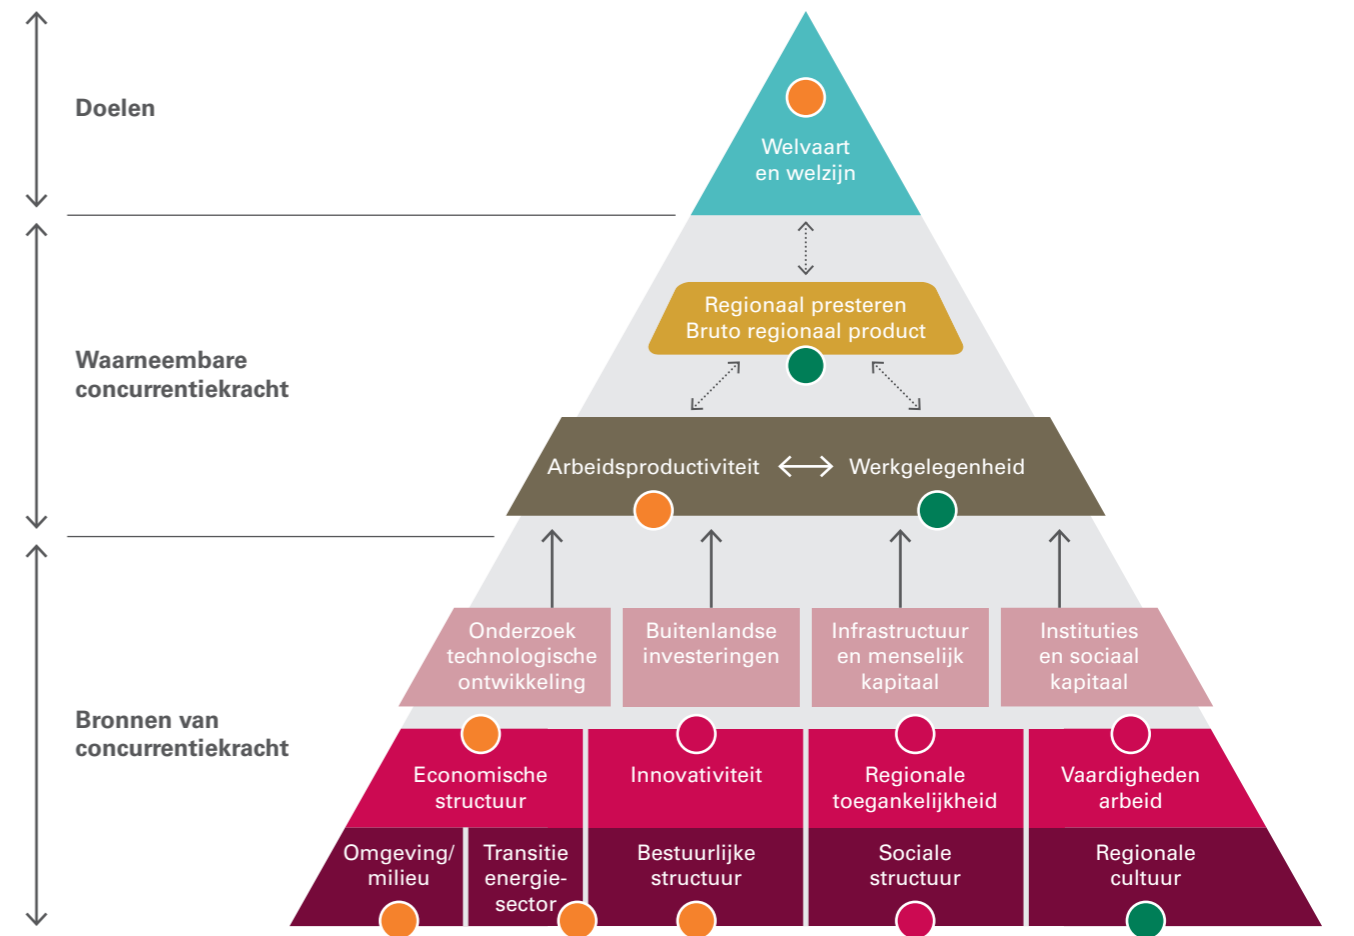 Doelen
Welvaart
en welzijn
Waarneembare
concurrentiekracht
Regionaal presteren
Bruto regionaal product
Arbeidsproductiviteit
Werkgelegenheid
Bronnen van
concurrentiekracht
Onderzoek
technologische
ontwikkeling
Buitenlandse
investeringen
Infrastructuur
en menselijk
kapitaal
Instituties
en sociaal
kapitaal
Economische
structuur
Innovativiteit
Regionale
toegankelijkheid
Vaardigheden
arbeid
Omgeving/
milieu
Transitie
energie-
sector
Bestuurlijke
structuur
Sociale
structuur
Regionale
cultuur